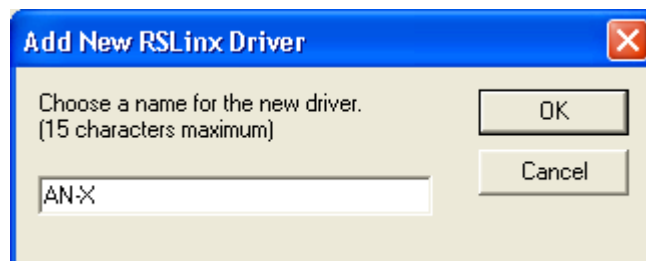 Add New RSLinx Driver
Choose a name for the new driver.
(15 characters maximum)
OK
Cancel
AN-X